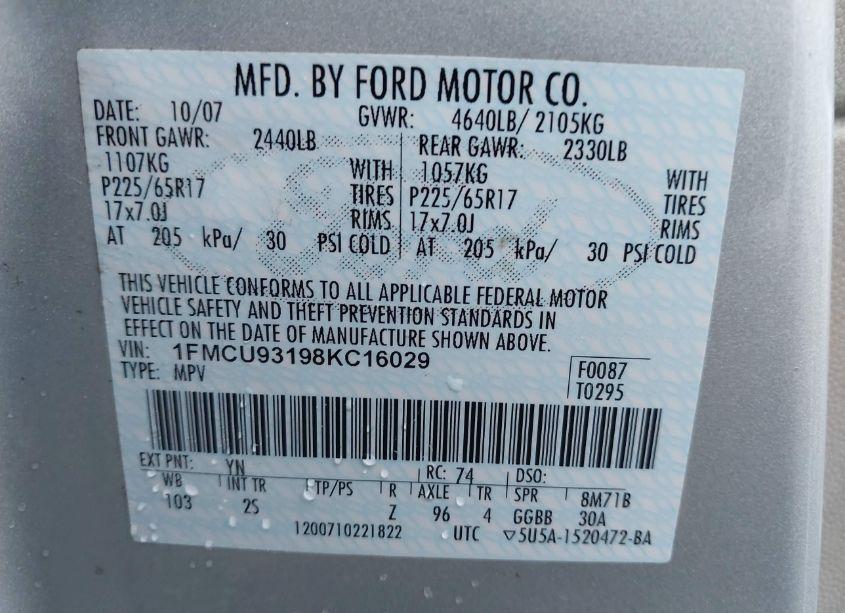 MFD. BY FORD MOTOR CO.
DATE: 10/07 GVWR: 4640LB/ 2105KG
FRONT GAWR: 2440LB REAR GAWR: 2330LB
1107KG WITH 1057KG WITH
P225/65R17 TIRES P225/65R17 TIRES
17x7.0J RIMS 17x7.0J RIMS
AT 205 kPa/ 30 PSI COLD AT 205 kPa/ 30 PSI COLD
THIS VEHICLE CONFORMS TO ALL APPLICABLE FEDERAL MOTOR
VEHICLE SAFETY AND THEFT PREVENTION STANDARDS IN
EFFECT ON THE DATE OF MANUFACTURE SHOWN ABOVE.
VIN: 1FMCU93198KC16029 F0087
TYPE: MPV T0295
EXT PNT: YN RC: 74 DSO:
WB INT TR TP/PS R AXLE TR SPR 8M71B
103 2S Z 96 4 GGBB 30A
1200710221822 UTC ▽5U5A-1520472-BA
Ford